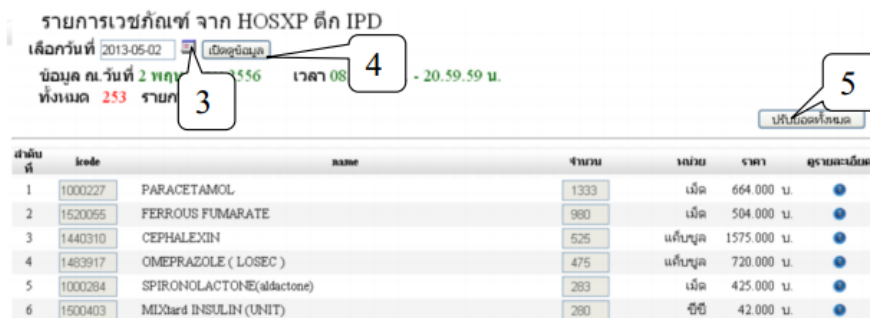 รายการเวชภัณฑ์ จาก HOSXP ตึก IPD
เลือกวันที่ 2013-05-02 เปิดดูข้อมูล
4
ข้อมูล ณ.วันที่ 2 3556 เวลา 08 - 20.59.59 น.
ทั้งหมด 253
3
5
ปรับยอดทั้งหมด
ลำดับที่ icode name จำนวน หน่วย ราคา ดูรายละเอียด
1 1000227 PARACETAMOL 1333 เม็ด 664.000 บ.
2 1520055 FERROUS FUMARATE 980 เม็ด 504.000 บ.
3 1440310 CEPHALEXIN 525 แค็บซูล 1575.000 บ.
4 1483917 OMEPRAZOLE ( LOSEC ) 475 แค็บซูล 720.000 บ.
5 1000284 SPIRONOLACTONE(aldactone) 283 เม็ด 425.000 บ.
6 1500403 MIXtard INSULIN (UNIT) 280 ซีซี 42.000 บ.